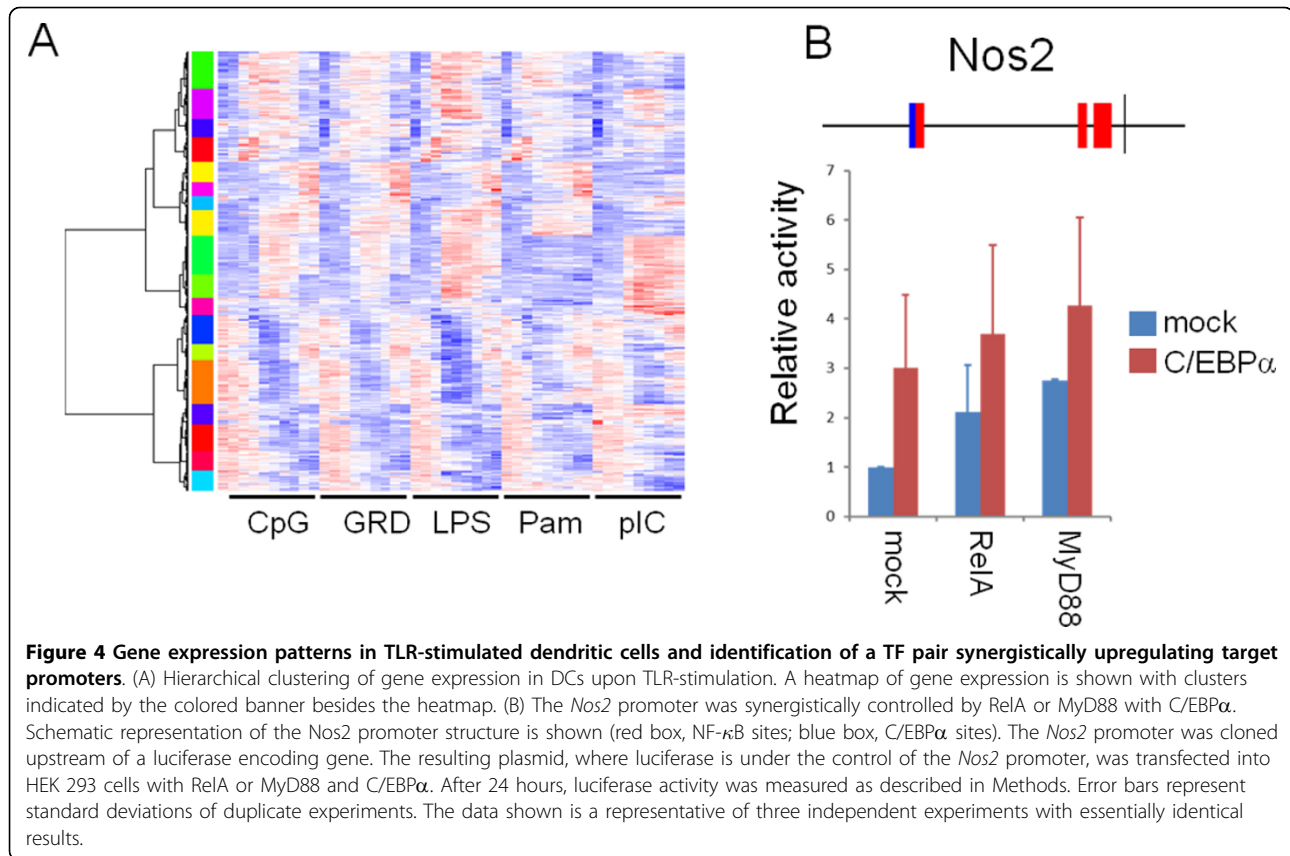 A
CpG
GRD
LPS
Pam
pIC
B
Nos2
Relative activity
7
6
5
4
3
2
1
0
mock
RelA
MyD88
mock
C/EBPα
Figure 4 Gene expression patterns in TLR-stimulated dendritic cells and identification of a TF pair synergistically upregulating target
promoters. (A) Hierarchical clustering of gene expression in DCs upon TLR-stimulation. A heatmap of gene expression is shown with clusters
indicated by the colored banner besides the heatmap. (B) The Nos2 promoter was synergistically controlled by RelA or MyD88 with C/EBPα.
Schematic representation of the Nos2 promoter structure is shown (red box, NF-κB sites; blue box, C/EBPα sites). The Nos2 promoter was cloned
upstream of a luciferase encoding gene. The resulting plasmid, where luciferase is under the control of the Nos2 promoter, was transfected into
HEK 293 cells with RelA or MyD88 and C/EBPα. After 24 hours, luciferase activity was measured as described in Methods. Error bars represent
standard deviations of duplicate experiments. The data shown is a representative of three independent experiments with essentially identical
results.